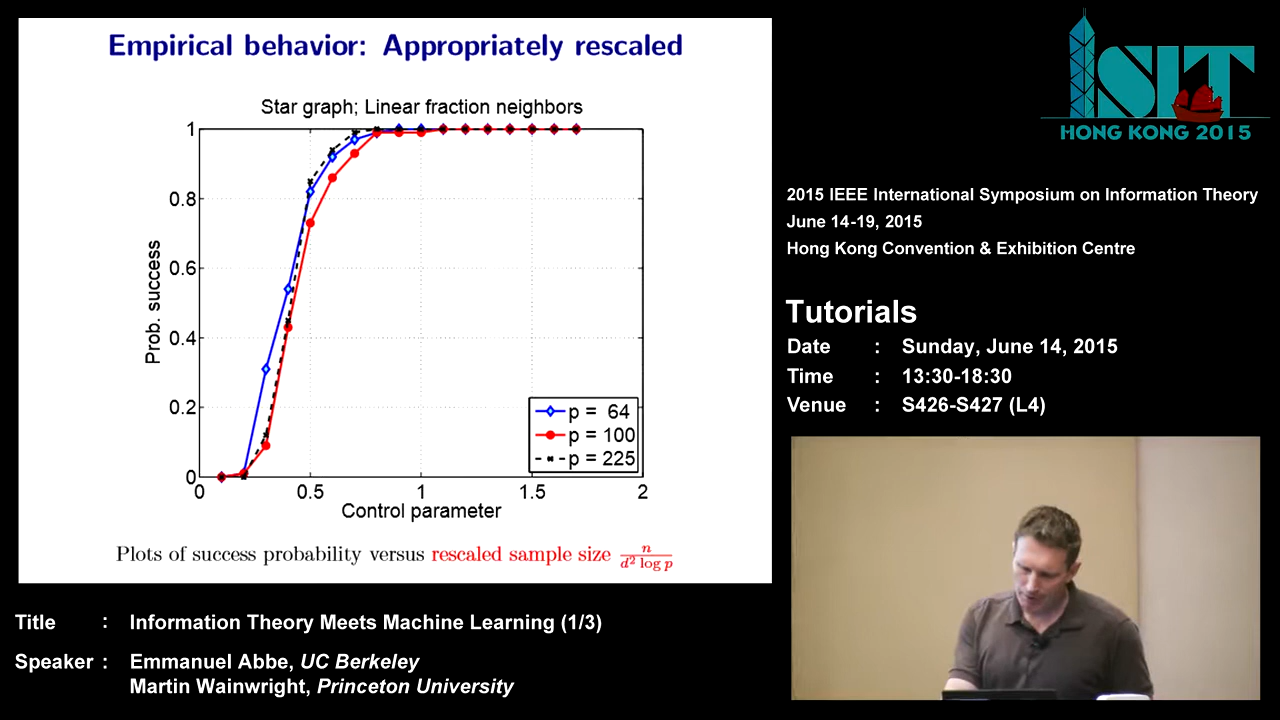 Empirical behavior: Appropriately rescaled
Star graph; Linear fraction neighbors
1
0.8
0.6
0.4
0.2
0
Prob. success
p = 64
p = 100
p = 225
0 0.5 1 1.5 2
Control parameter
Plots of success probability versus rescaled sample size n / d² log p
ISIT
HONG KONG 2015
2015 IEEE International Symposium on Information Theory
June 14-19, 2015
Hong Kong Convention & Exhibition Centre
Tutorials
Date : Sunday, June 14, 2015
Time : 13:30-18:30
Venue : S426-S427 (L4)
Title : Information Theory Meets Machine Learning (1/3)
Speaker : Emmanuel Abbe, UC Berkeley
Martin Wainwright, Princeton University